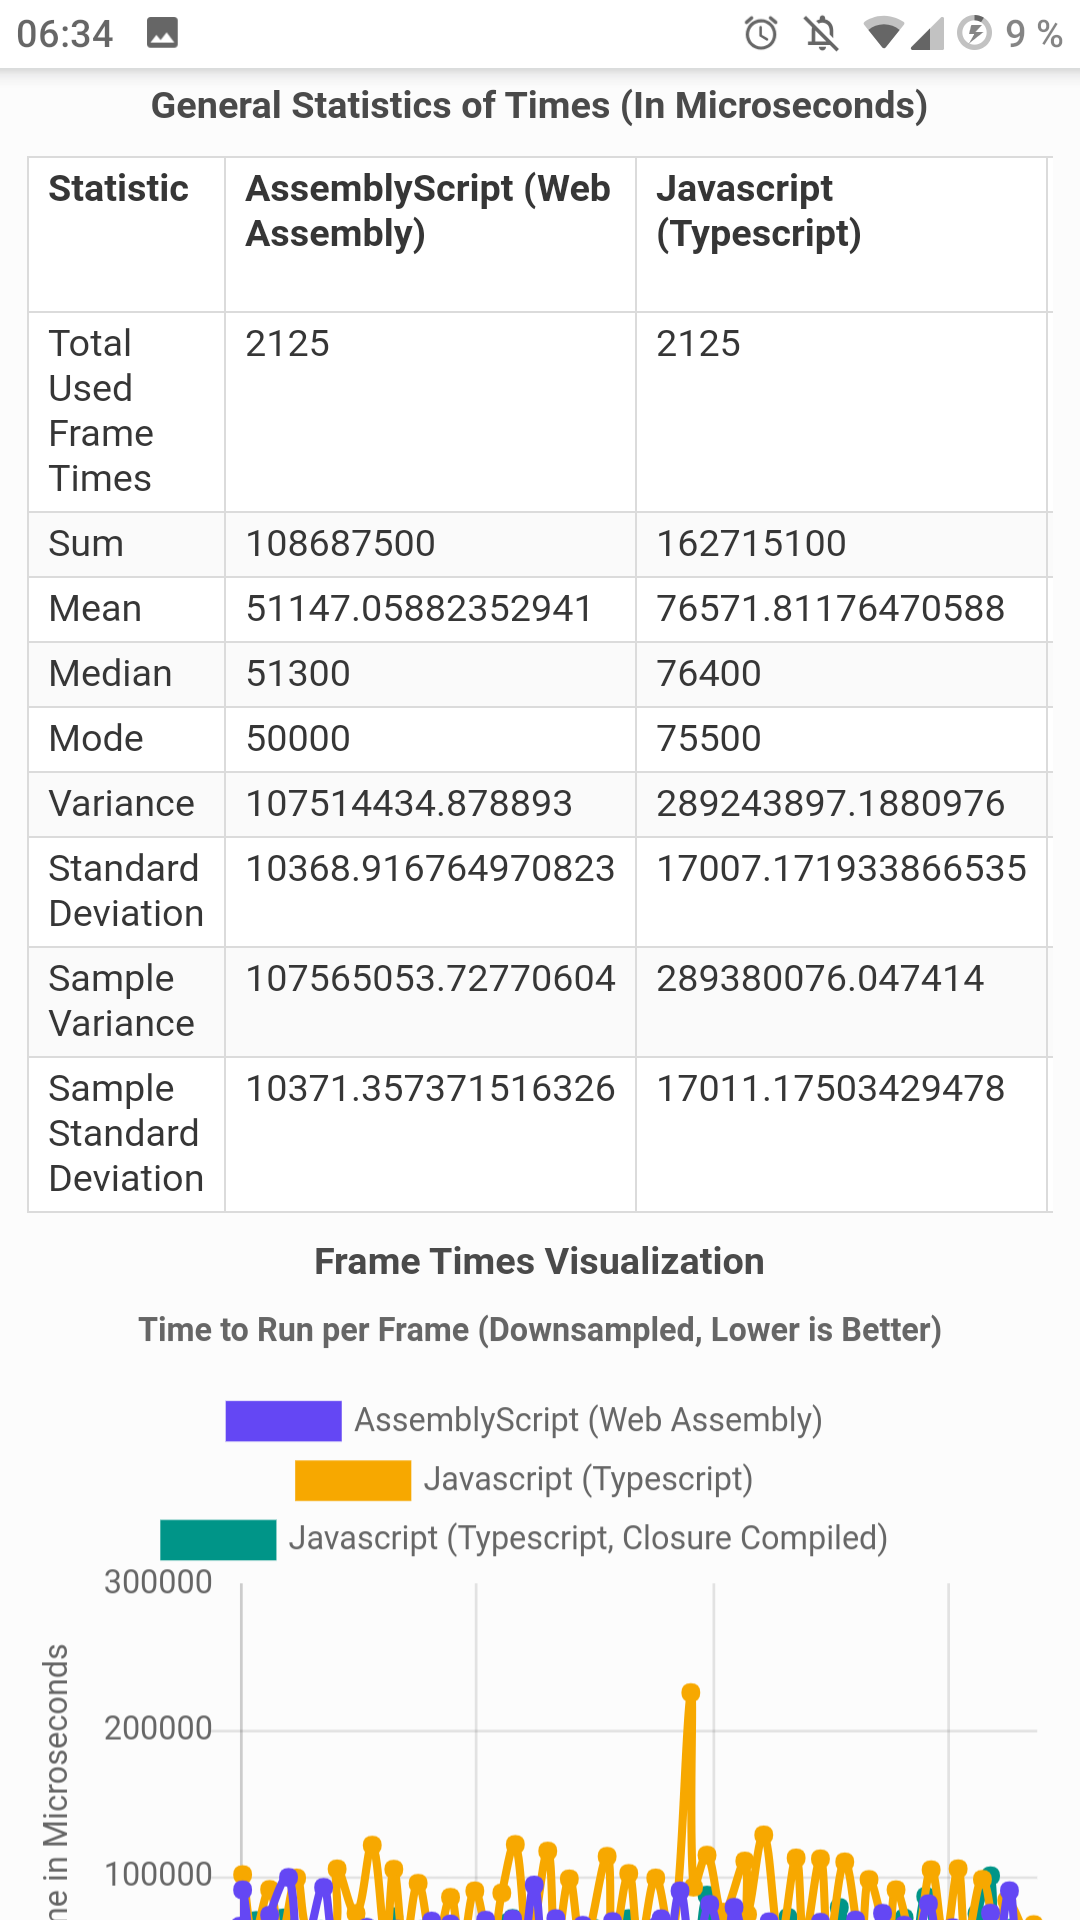 06:34
9 %
General Statistics of Times (In Microseconds)
Statistic
AssemblyScript (Web
Assembly)
Javascript
(Typescript)
Total
Used
Frame
Times
2125
2125
Sum
108687500
162715100
Mean
51147.05882352941
76571.81176470588
Median
51300
76400
Mode
50000
75500
Variance
107514434.878893
289243897.1880976
Standard
Deviation
10368.916764970823
17007.171933866535
Sample
Variance
107565053.72770604
289380076.047414
Sample
Standard
Deviation
10371.357371516326
17011.17503429478
Frame Times Visualization
Time to Run per Frame (Downsampled, Lower is Better)
AssemblyScript (Web Assembly)
Javascript (Typescript)
Javascript (Typescript, Closure Compiled)
300000
200000
100000
me in Microseconds